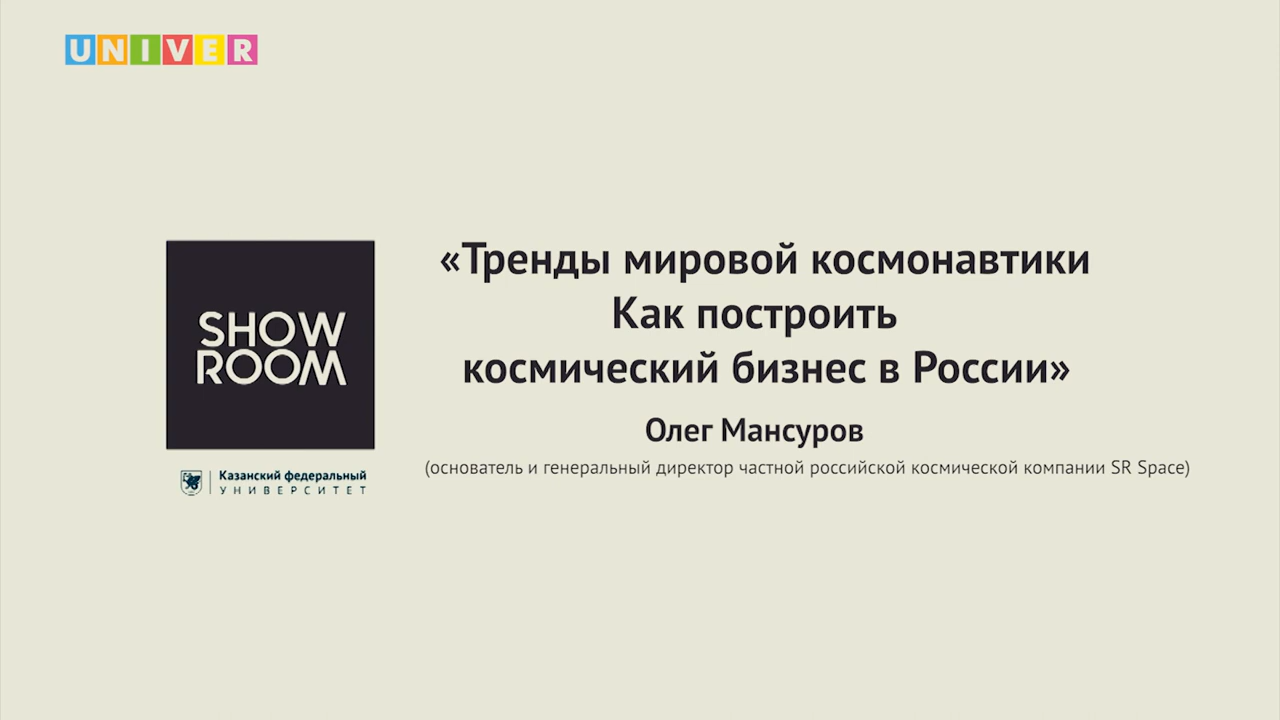 UNIVER
SHOW
ROOM
Казанский федеральный
УНИВЕРСИТЕТ
«Тренды мировой космонавтики
Как построить
космический бизнес в России»
Олег Мансуров
(основатель и генеральный директор частной российской космической компании SR Space)